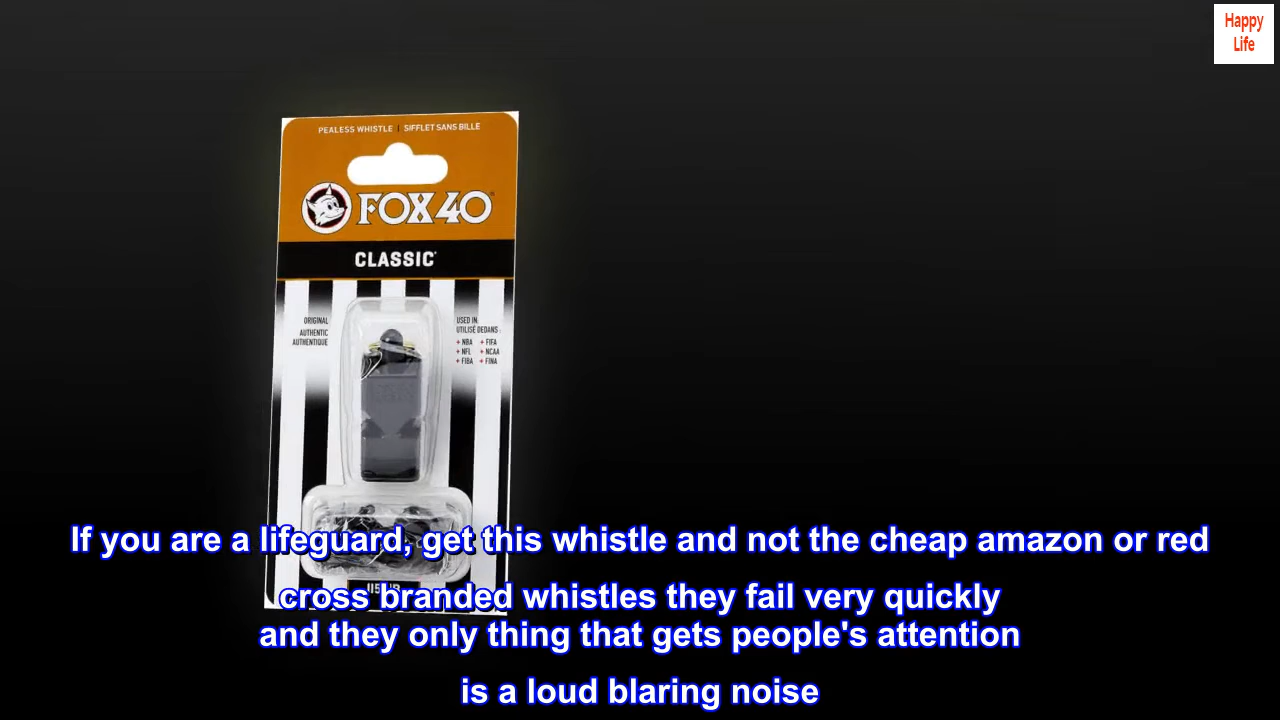 Happy
Life
PEALESS WHISTLE | SIFFLET SANS BILLE
FOX 40
CLASSIC
ORIGINAL
AUTHENTIC
AUTHENTIQUE
USED IN:
UTILISÉ DEDANS:
+ NBA + FIFA
+ NFL + NCAA
+ FIBA + FINA
If you are a lifeguard, get this whistle and not the cheap amazon or red
cross branded whistles they fail very quickly
and they only thing that gets people's attention
is a loud blaring noise